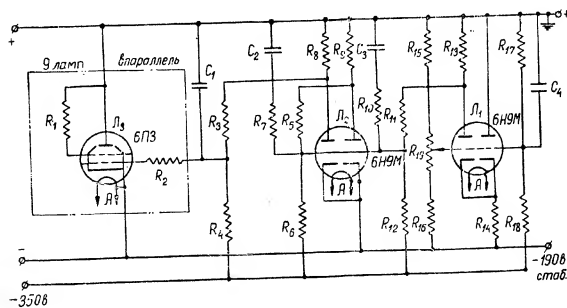 +
+
9 ламп
впараллель
R₁
Л₃
6П3
A
R₂
C₁
R₃
R₄
C₂
R₇
R₈
R₅
R₆
R₉
C₃
Л₂
6Н9М
A
R₁₀
R₁₁
R₁₂
R₁₅
R₁₉
R₁₆
R₁₃
Л₁
6Н9М
A
R₁₄
R₁₇
R₁₈
C₄
-
-190в
стаб.
-350в